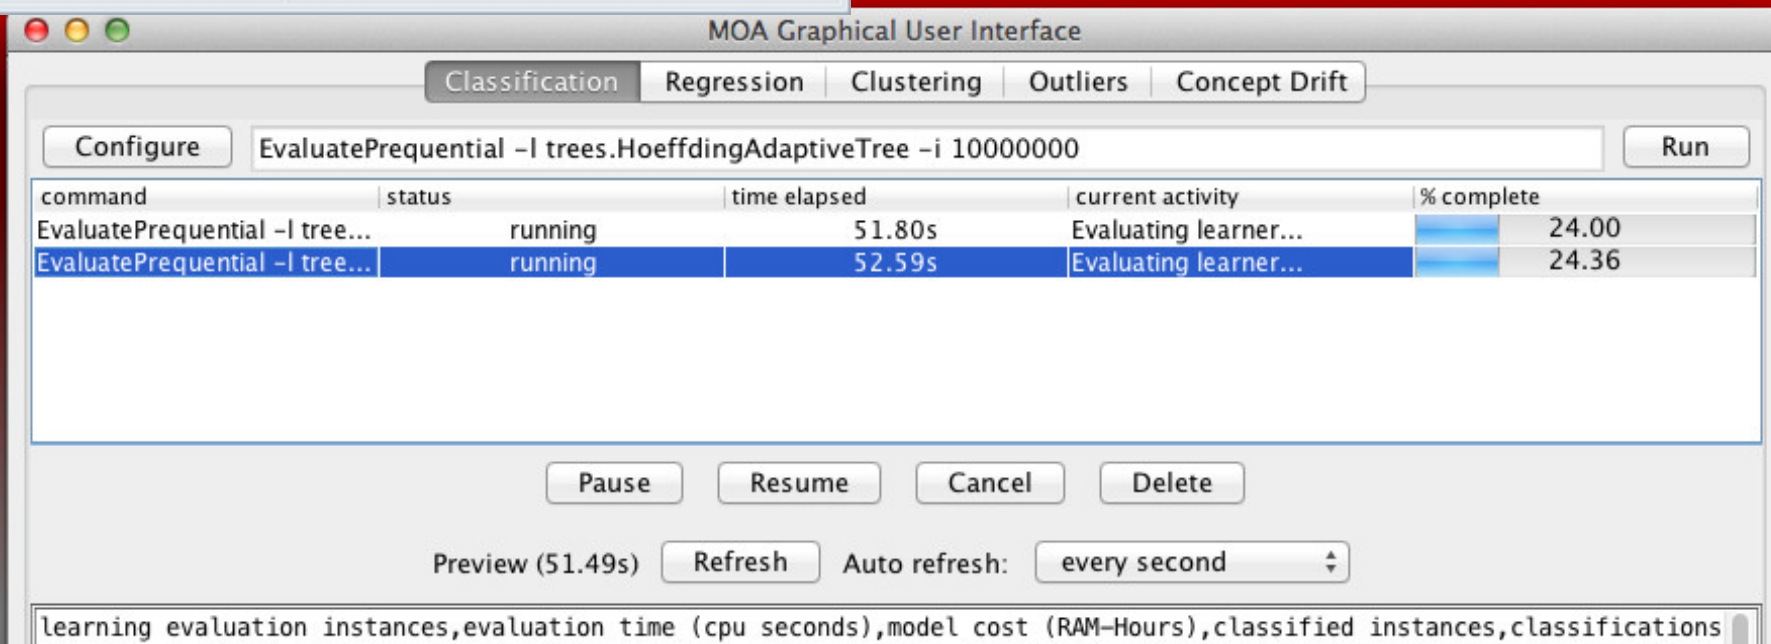 MOA Graphical User Interface
Classification Regression Clustering Outliers Concept Drift
Configure EvaluatePrequential -l trees.HoeffdingAdaptiveTree -i 10000000 Run
command status time elapsed current activity % complete
EvaluatePrequential -l tree... running 51.80s Evaluating learner... 24.00
EvaluatePrequential -l tree... running 52.59s Evaluating learner... 24.36
Pause Resume Cancel Delete
Preview (51.49s) Refresh Auto refresh: every second
learning evaluation instances,evaluation time (cpu seconds),model cost (RAM-Hours),classified instances,classifications